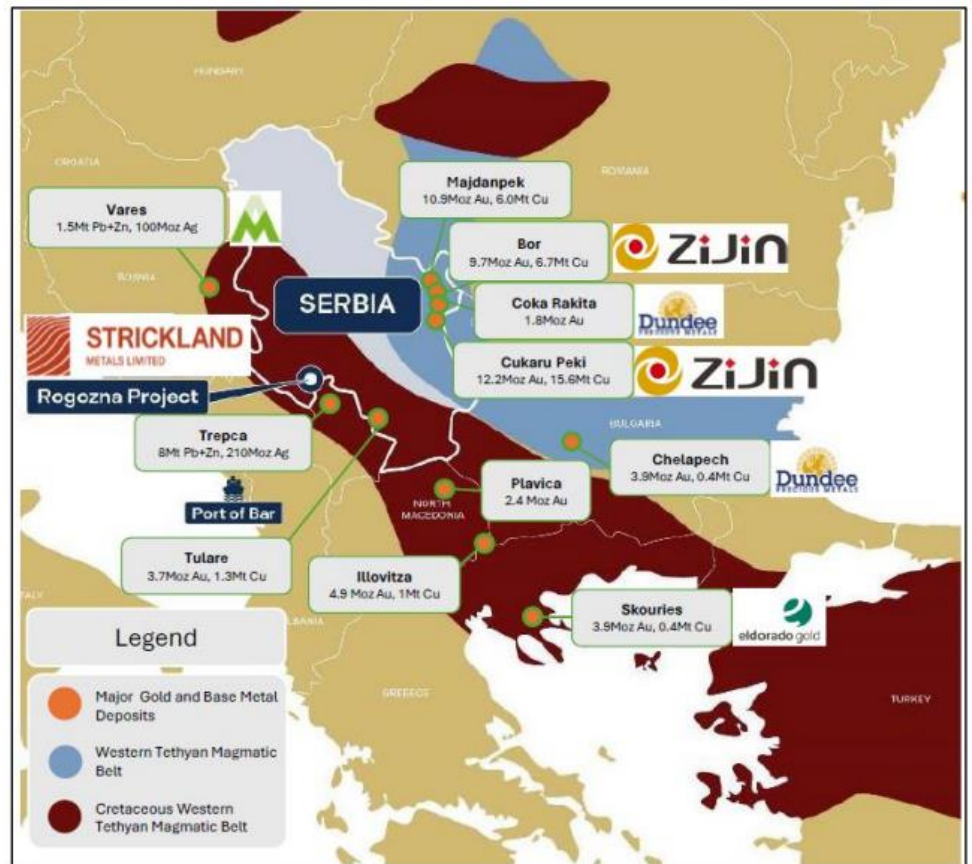 HUNGARY
CROATIA
ROMANIA
Majdanpek
10.9Moz Au, 6.0Mt Cu
Vares
1.5Mt Pb+Zn, 100Moz Ag
Bor
9.7Moz Au, 6.7Mt Cu
ZiJin
BOSNIA
SERBIA
Coka Rakita
1.8Moz Au
Dundee
PRECIOUS METALS
STRICKLAND
METALS LIMITED
Cukaru Peki
12.2Moz Au, 15.6Mt Cu
ZiJin
Rogozna Project
Trepca
8Mt Pb+Zn, 210Moz Ag
BULGARIA
Chelapech
3.9Moz Au, 0.4Mt Cu
Dundee
PRECIOUS METALS
Plavica
2.4 Moz Au
Port of Bar
NORTH
MACEDONIA
Tulare
3.7Moz Au, 1.3Mt Cu
Illovitza
4.9 Moz Au, 1Mt Cu
Skouries
3.9Moz Au, 0.4Mt Cu
eldorado gold
ITALY
ALBANIA
GREECE
TURKEY
Legend
Major Gold and Base Metal
Deposits
Western Tethyan Magmatic
Belt
Cretaceous Western
Tethyan Magmatic Belt